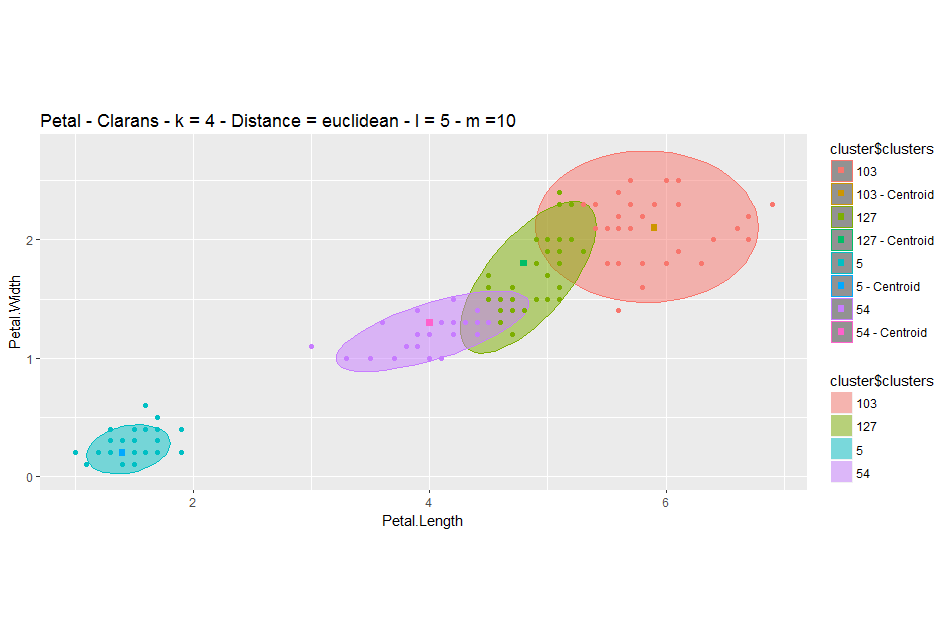 Petal - Clarans - k = 4 - Distance = euclidean - l = 5 - m =10
cluster$clusters
103
103 - Centroid
127
127 - Centroid
5
5 - Centroid
54
54 - Centroid
cluster$clusters
103
127
5
54
Petal.Width
2
1
0
2
4
6
Petal.Length